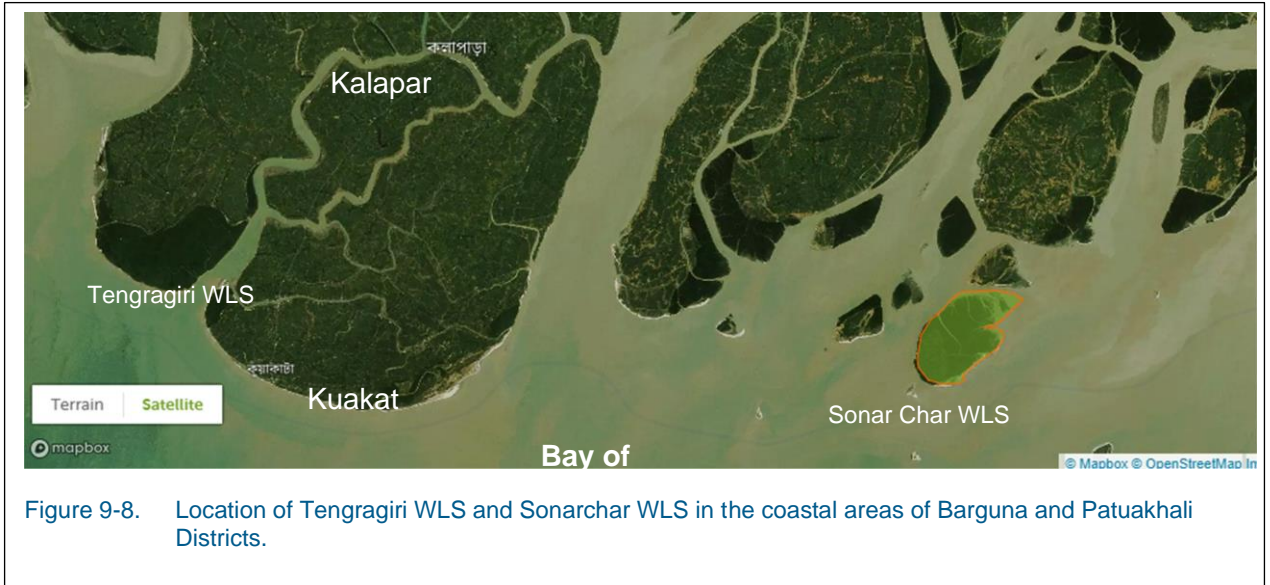 কলাপাড়া
Kalapar
Tengragiri WLS
কুয়াকাটা
Kuakat
Terrain Satellite
Sonar Char WLS
mapbox
Bay of
© Mapbox © OpenStreetMap Im
Figure 9-8. Location of Tengragiri WLS and Sonarchar WLS in the coastal areas of Barguna and Patuakhali
Districts.